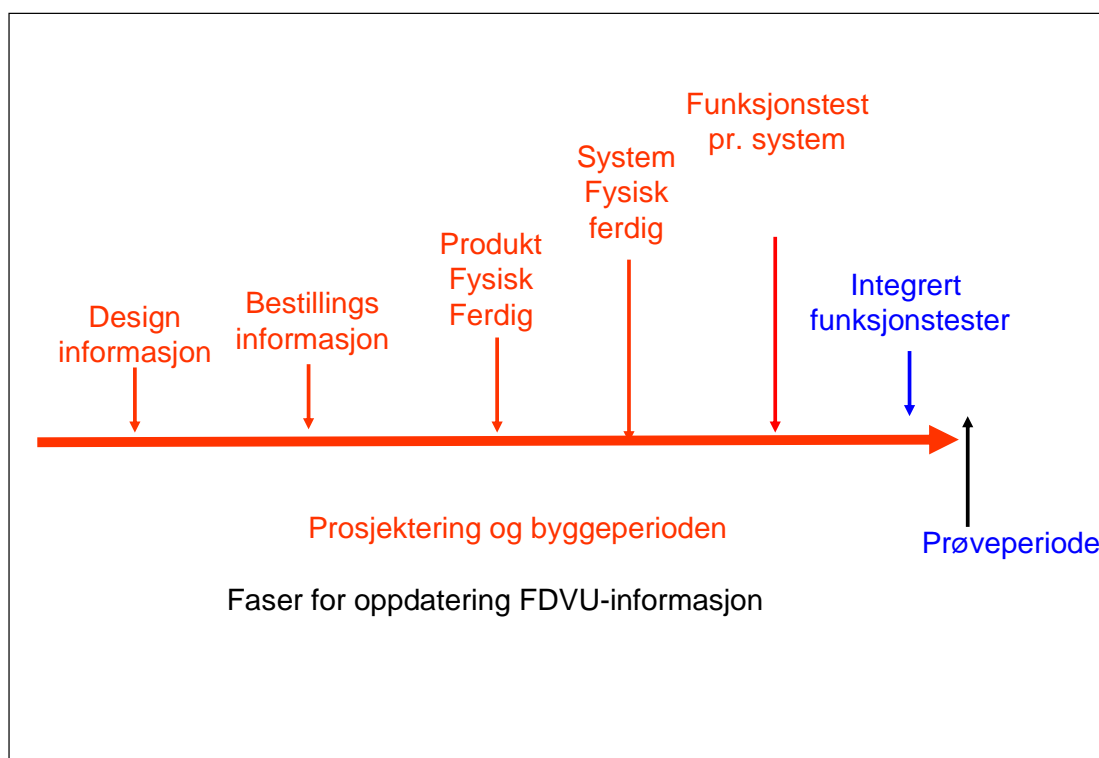 Design
informasjon
Bestillings
informasjon
Produkt
Fysisk
Ferdig
System
Fysisk
ferdig
Funksjonstest
pr. system
Integrert
funksjonstester
Prosjektering og byggeperioden
Prøveperiode
Faser for oppdatering FDVU-informasjon